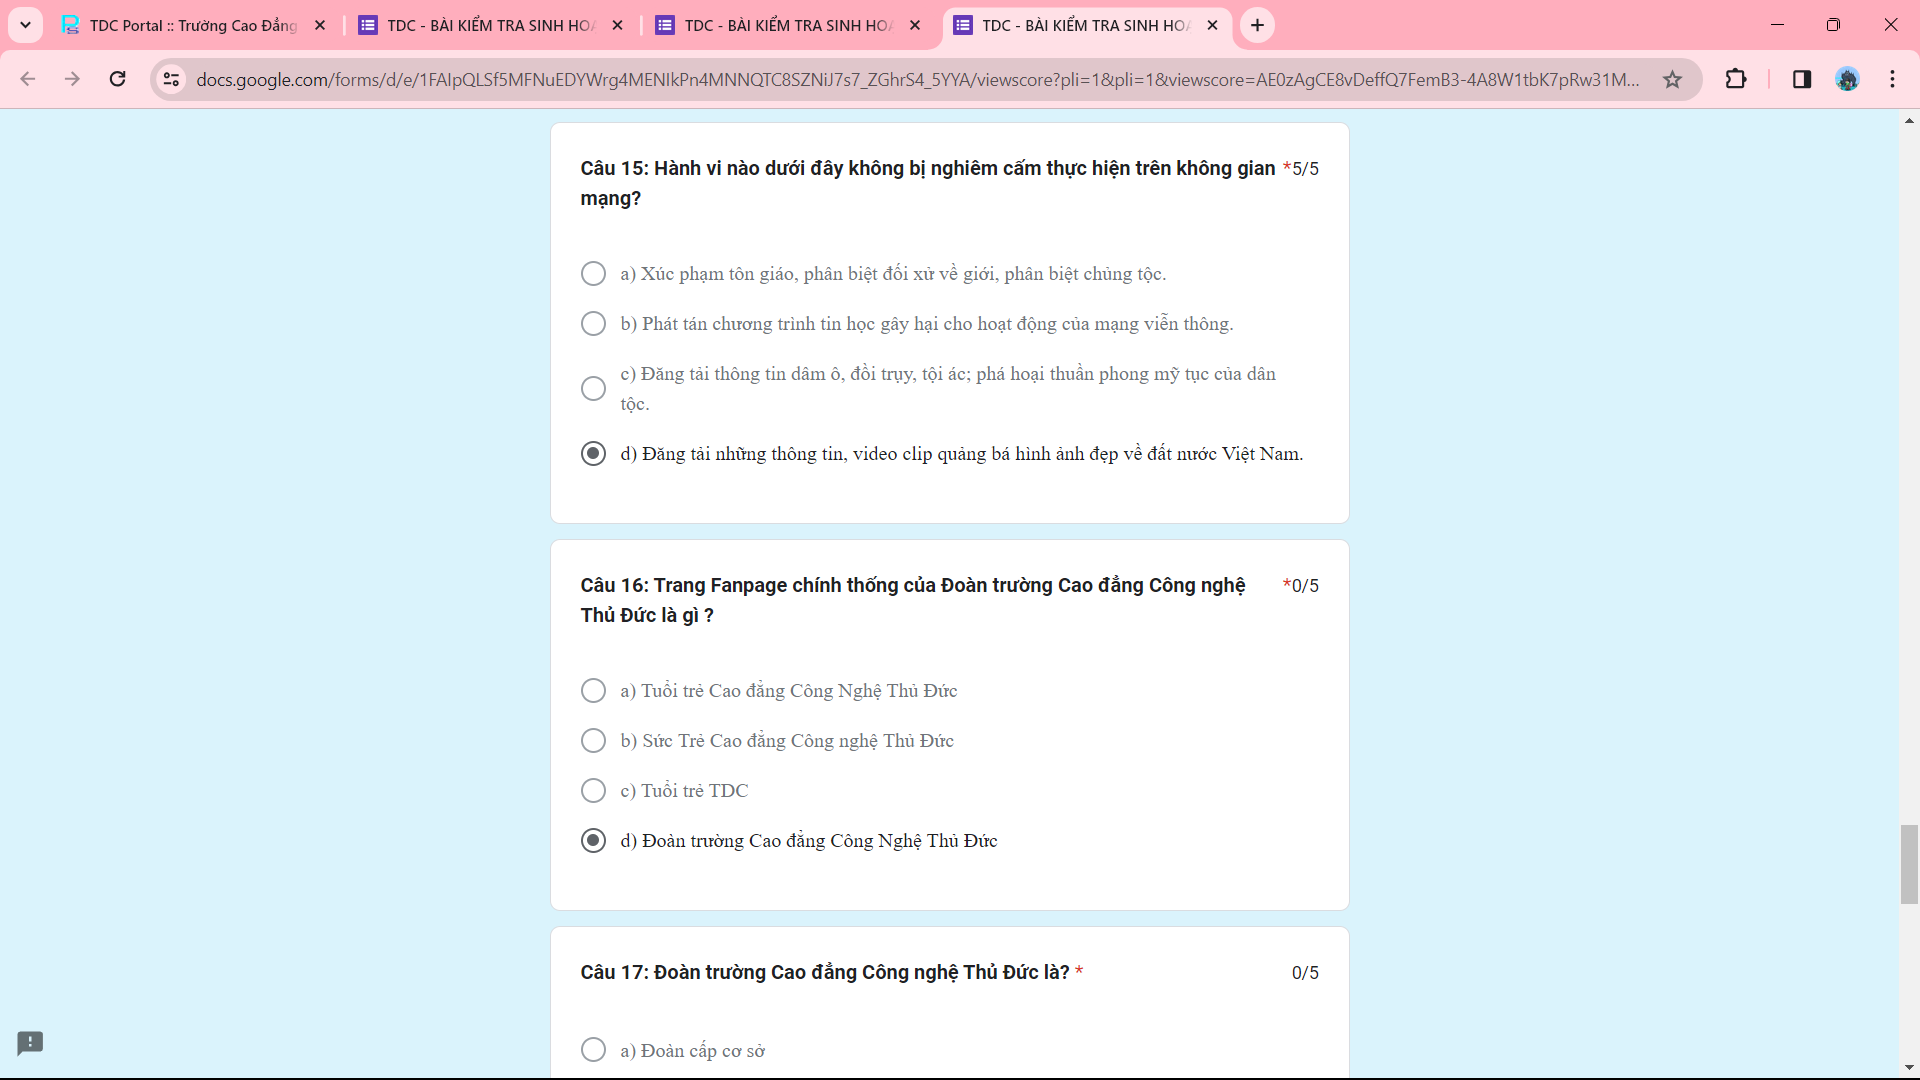 TDC Portal :: Trường Cao Đẳng
TDC - BÀI KIỂM TRA SINH HOẠ
TDC - BÀI KIỂM TRA SINH HOẠ
TDC - BÀI KIỂM TRA SINH HOẠ
docs.google.com/forms/d/e/1FAIpQLSf5MFNuEDYWrg4MENIkPn4MNNQTC8SZNiJ7s7_ZGhrS4_5YYA/viewscore?pli=1&pli=1&viewscore=AE0zAgCE8vDeffQ7FemB3-4A8W1tbK7pRw31M...
Câu 15: Hành vi nào dưới đây không bị nghiêm cấm thực hiện trên không gian *5/5
mạng?
a) Xúc phạm tôn giáo, phân biệt đối xử về giới, phân biệt chủng tộc.
b) Phát tán chương trình tin học gây hại cho hoạt động của mạng viễn thông.
c) Đăng tải thông tin dâm ô, đồi trụy, tội ác; phá hoại thuần phong mỹ tục của dân
tộc.
d) Đăng tải những thông tin, video clip quảng bá hình ảnh đẹp về đất nước Việt Nam.
Câu 16: Trang Fanpage chính thống của Đoàn trường Cao đẳng Công nghệ *0/5
Thủ Đức là gì ?
a) Tuổi trẻ Cao đẳng Công Nghệ Thủ Đức
b) Sức Trẻ Cao đẳng Công nghệ Thủ Đức
c) Tuổi trẻ TDC
d) Đoàn trường Cao đẳng Công Nghệ Thủ Đức
Câu 17: Đoàn trường Cao đẳng Công nghệ Thủ Đức là? * 0/5
a) Đoàn cấp cơ sở